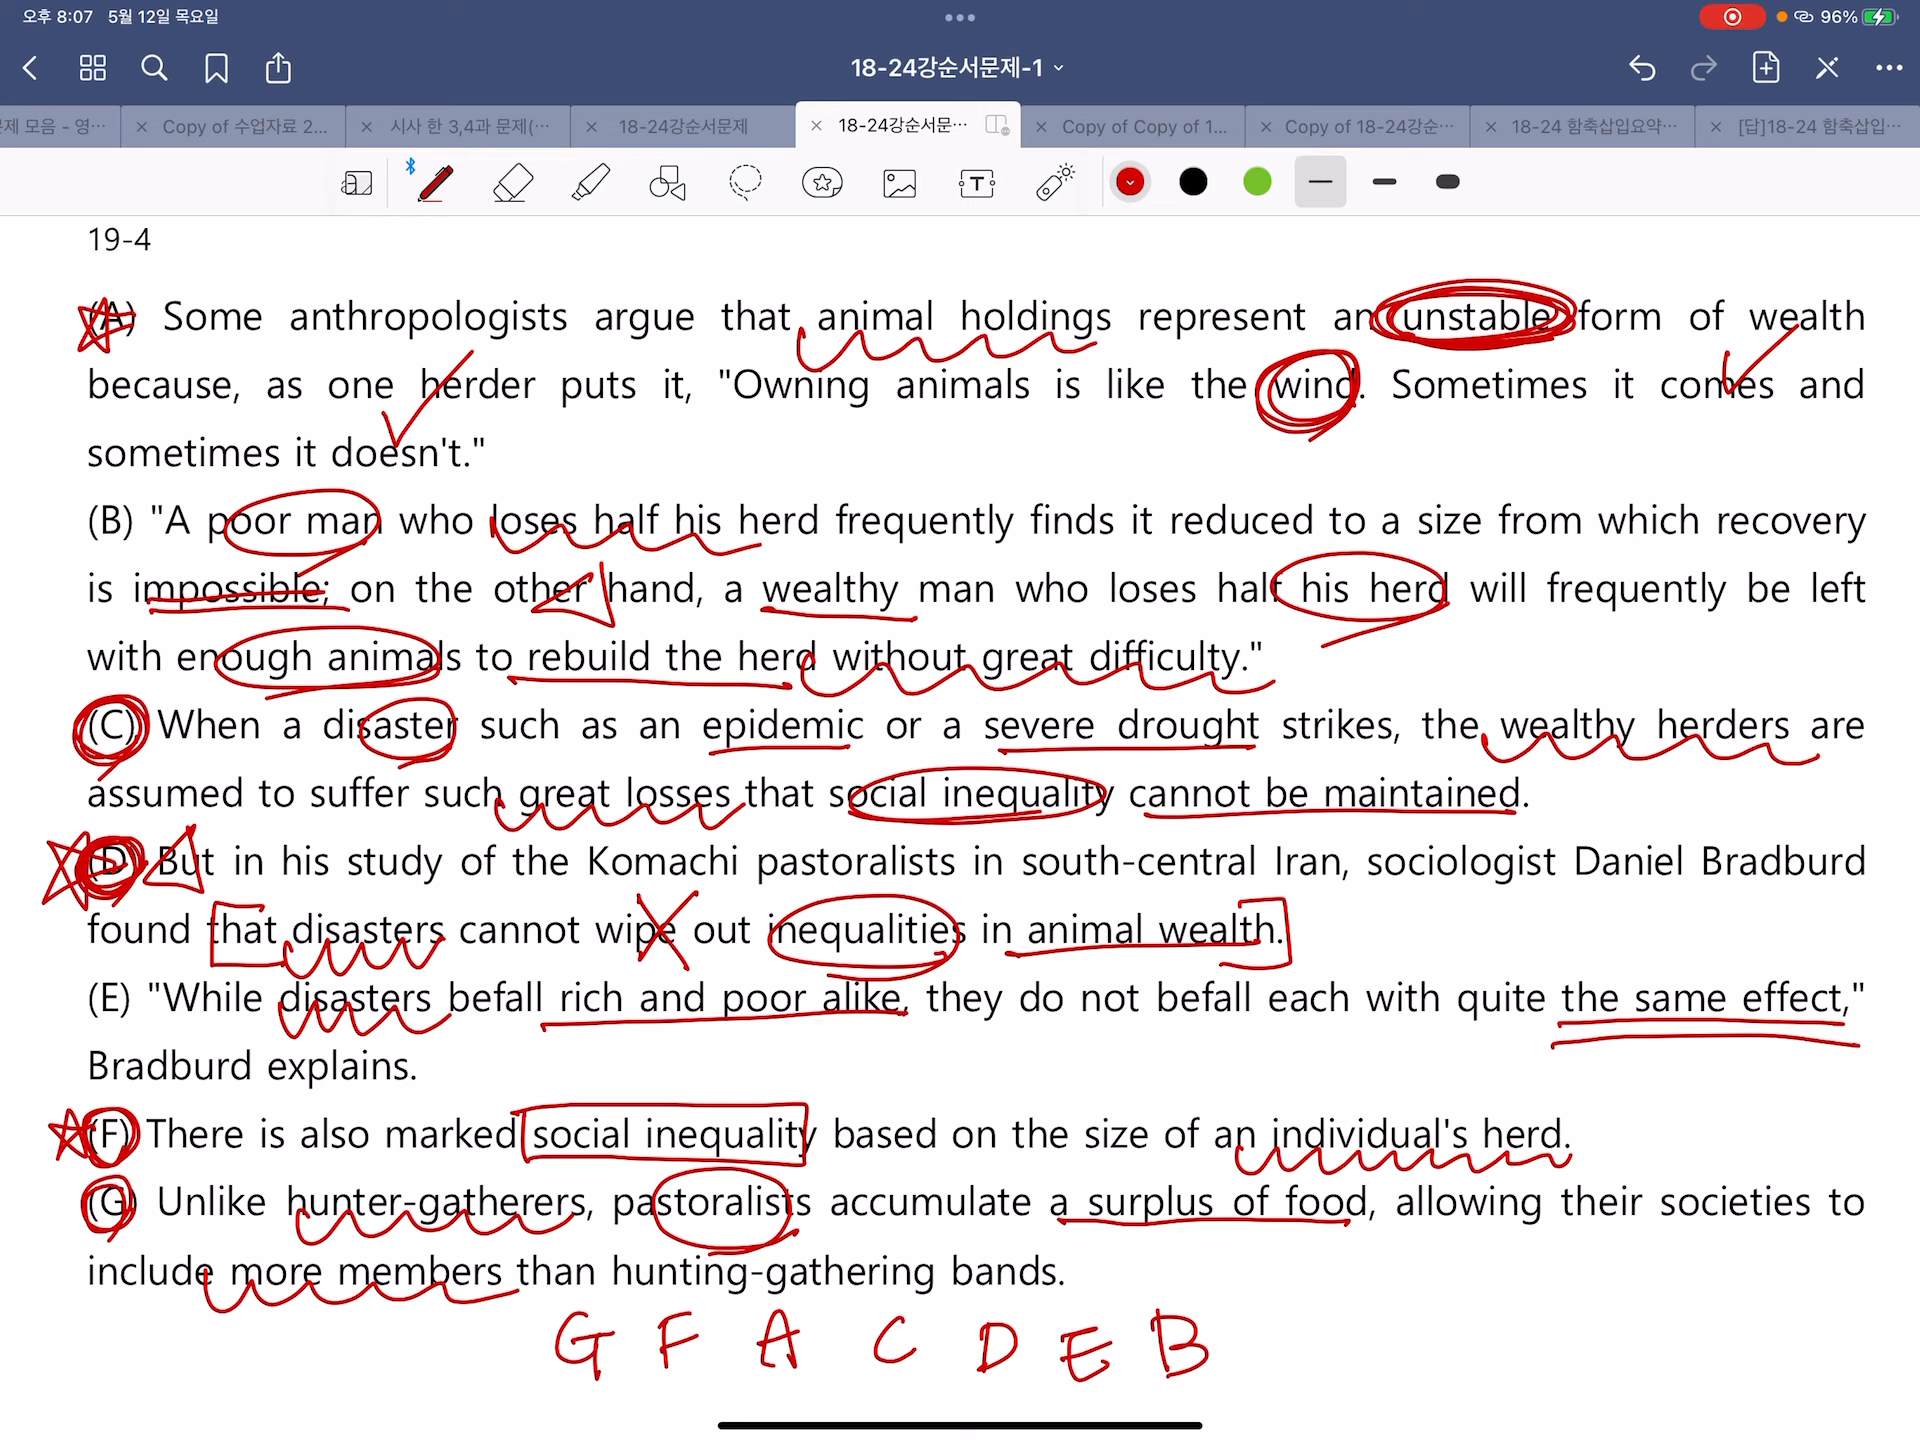 오후 8:07 5월 12일 목요일
96%
18-24강순서문제-1
제 모음 - 영…
Copy of 수업자료 2…
시사 한 3,4과 문제(…
18-24강순서문제
18-24강순서문…
Copy of Copy of 1…
Copy of 18-24강순…
18-24 함축삽입요약…
[답]18-24 함축삽입…
19-4
(A) Some anthropologists argue that animal holdings represent an unstable form of wealth
because, as one herder puts it, "Owning animals is like the wind. Sometimes it comes and
sometimes it doesn't."
(B) "A poor man who loses half his herd frequently finds it reduced to a size from which recovery
is impossible; on the other hand, a wealthy man who loses half his herd will frequently be left
with enough animals to rebuild the herd without great difficulty."
(C) When a disaster such as an epidemic or a severe drought strikes, the wealthy herders are
assumed to suffer such great losses that social inequality cannot be maintained.
(D) But in his study of the Komachi pastoralists in south-central Iran, sociologist Daniel Bradburd
found that disasters cannot wipe out inequalities in animal wealth.
(E) "While disasters befall rich and poor alike, they do not befall each with quite the same effect,"
Bradburd explains.
(F) There is also marked social inequality based on the size of an individual's herd.
(G) Unlike hunter-gatherers, pastoralists accumulate a surplus of food, allowing their societies to
include more members than hunting-gathering bands.
G F A C D E B